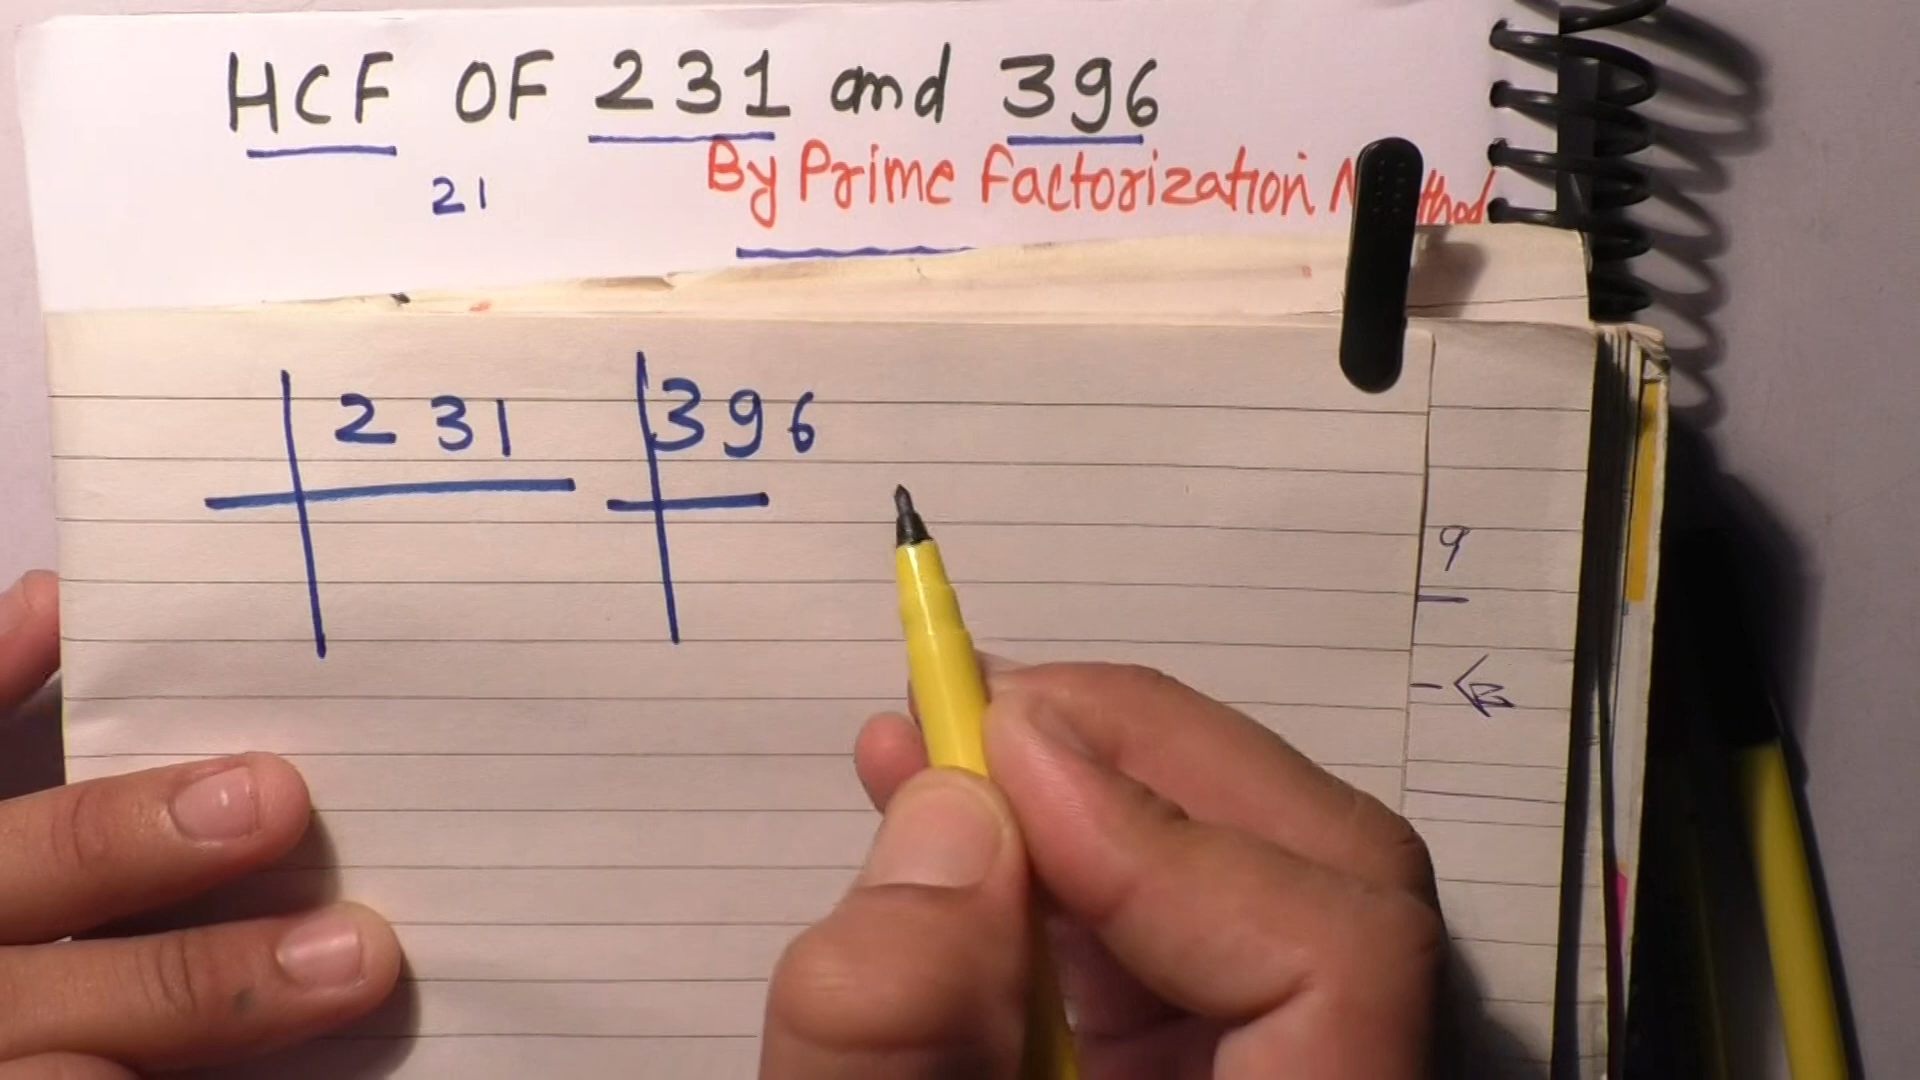 HCF OF 231 and 396
21 By Prime Factorization
231 396
9